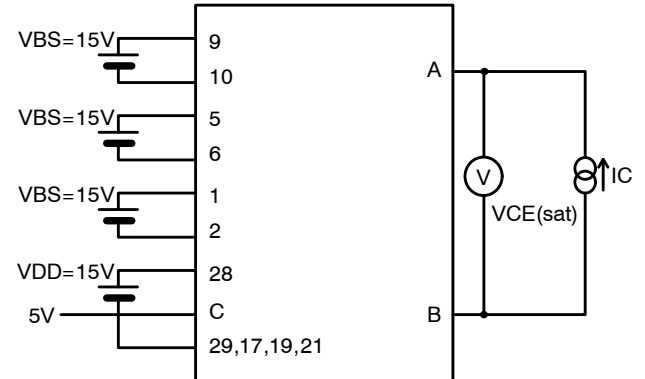 VBS=15V 9
10 A
VBS=15V 5
6
V IC
VBS=15V 1
VCE(sat)
2
VDD=15V 28
5V C B
29,17,19,21